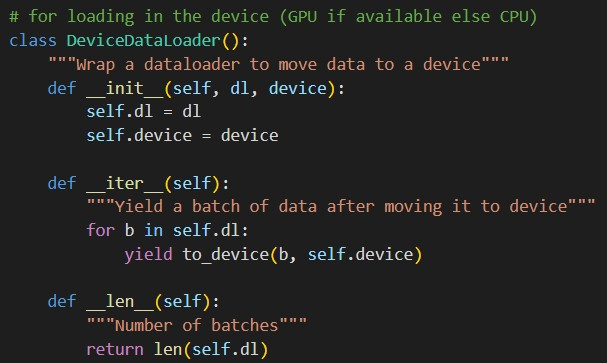 # for loading in the device (GPU if available else CPU)
class DeviceDataLoader():
    """Wrap a dataloader to move data to a device"""
    def __init__(self, dl, device):
        self.dl = dl
        self.device = device

    def __iter__(self):
        """Yield a batch of data after moving it to device"""
        for b in self.dl:
            yield to_device(b, self.device)

    def __len__(self):
        """Number of batches"""
        return len(self.dl)